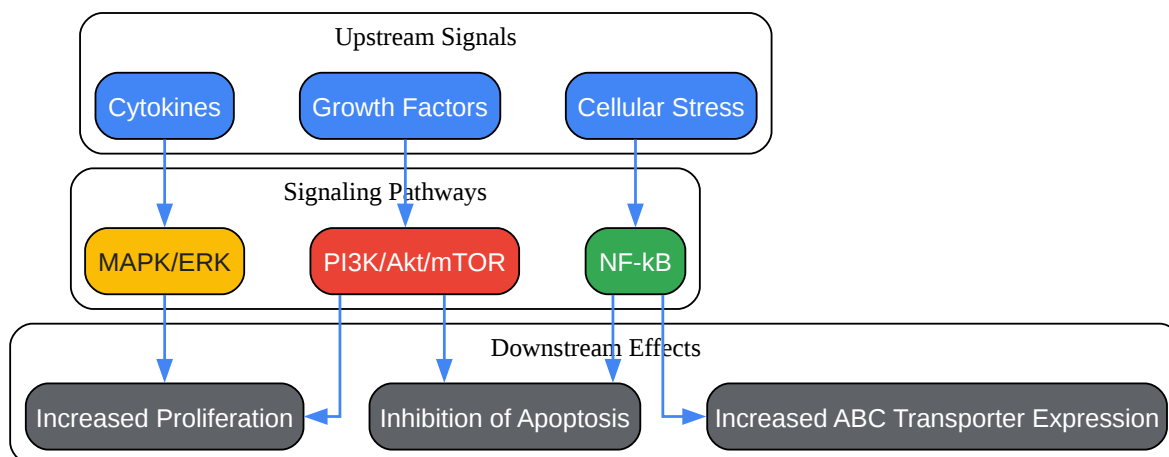 Upstream Signals
Cytokines
Growth Factors
Cellular Stress
Signaling Pathways
MAPK/ERK
PI3K/Akt/mTOR
NF-kB
Downstream Effects
Increased Proliferation
Inhibition of Apoptosis
Increased ABC Transporter Expression